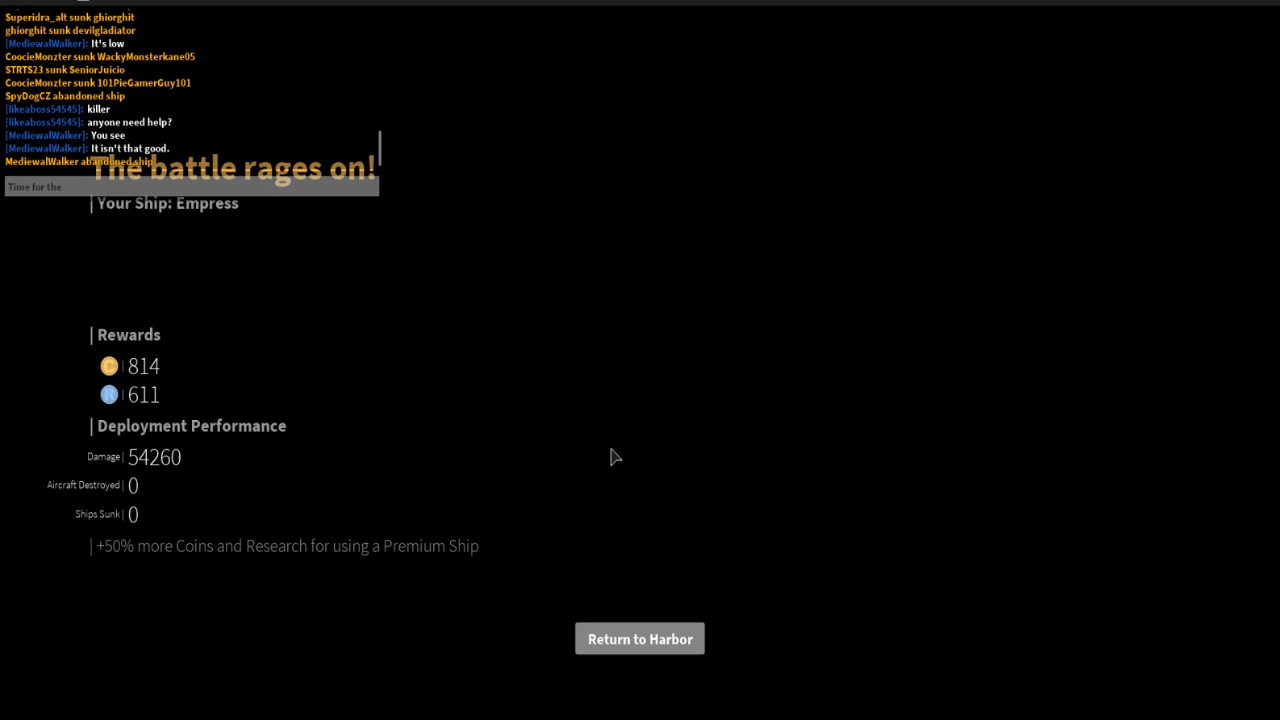 Superidra_alt sunk ghiorghit
ghiorghit sunk devilgladiator
[MediewalWalker]: It's low
CoocieMonzter sunk WackyMonsterkane05
STRTS23 sunk SeniorJuicio
CoocieMonzter sunk 101PieGamerGuy101
SpyDogCZ abandoned ship
[likeaboss54545]: killer
[likeaboss54545]: anyone need help?
[MediewalWalker]: You see
[MediewalWalker]: It isn't that good.
MediewalWalker abandoned ship
The battle rages on!
Time for the
| Your Ship: Empress
| Rewards
C | 814
R | 611
| Deployment Performance
Damage | 54260
Aircraft Destroyed | 0
Ships Sunk | 0
| +50% more Coins and Research for using a Premium Ship
Return to Harbor